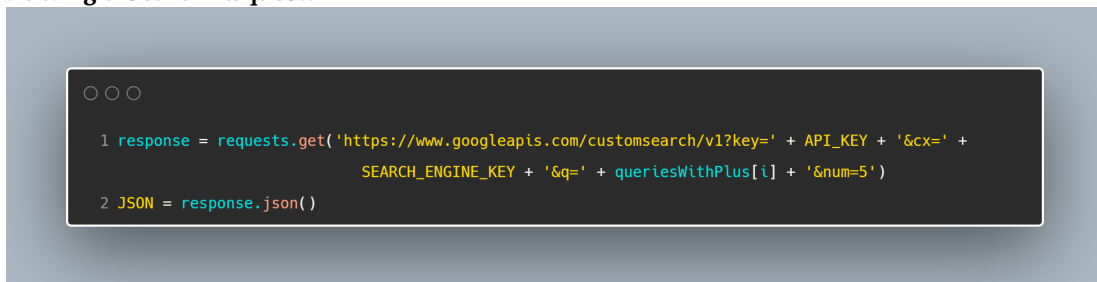 1 response = requests.get('https://www.googleapis.com/customsearch/v1?key=' + API_KEY + '&cx=' +
SEARCH_ENGINE_KEY + '&q=' + queriesWithPlus[i] + '&num=5')
2 JSON = response.json()